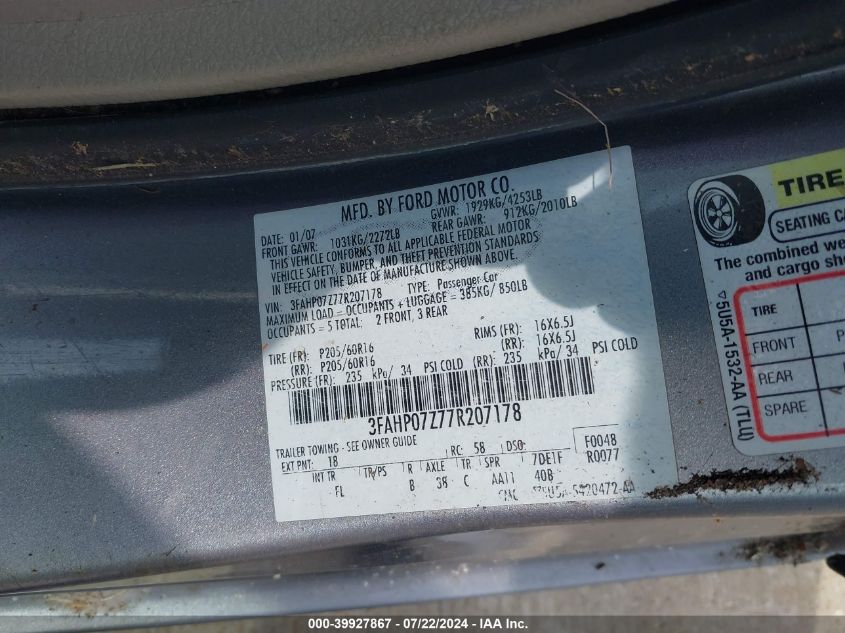 MFD. BY FORD MOTOR CO.
DATE: 01/07 GVWR: 1929KG/4253LB
FRONT GAWR: 1031KG/2272LB REAR GAWR: 912KG/2010LB
THIS VEHICLE CONFORMS TO ALL APPLICABLE FEDERAL MOTOR
VEHICLE SAFETY, BUMPER, AND THEFT PREVENTION STANDARDS
IN EFFECT ON THE DATE OF MANUFACTURE SHOWN ABOVE.
VIN: 3FAHP07Z77R207178 TYPE: Passenger Car
MAXIMUM LOAD = OCCUPANTS + LUGGAGE = 385KG/ 850LB
OCCUPANTS = 5 TOTAL: 2 FRONT, 3 REAR
TIRE (FR): P205/60R16 RIMS (FR): 16X6.5J
(RR): P205/60R16 (RR): 16X6.5J
PRESSURE (FR): 235 kPa/ 34 PSI COLD (RR): 235 kPa/ 34 PSI COLD
3FAHP07Z77R207178
TRAILER TOWING - SEE OWNER GUIDE
EXT PNT: 18 RC: 58 DSO: F0048
INT TR TP/PS R AXLE TR SPR 7DE1F R0077
FL B 38 C AA11 40B
5U5A-5420472-AA
TIRE
SEATING CA
The combined we
and cargo sho
TIRE
FRONT P
REAR
SPARE
5U5A-1532-AA (TLU)
000-39927867 - 07/22/2024 - IAA Inc.